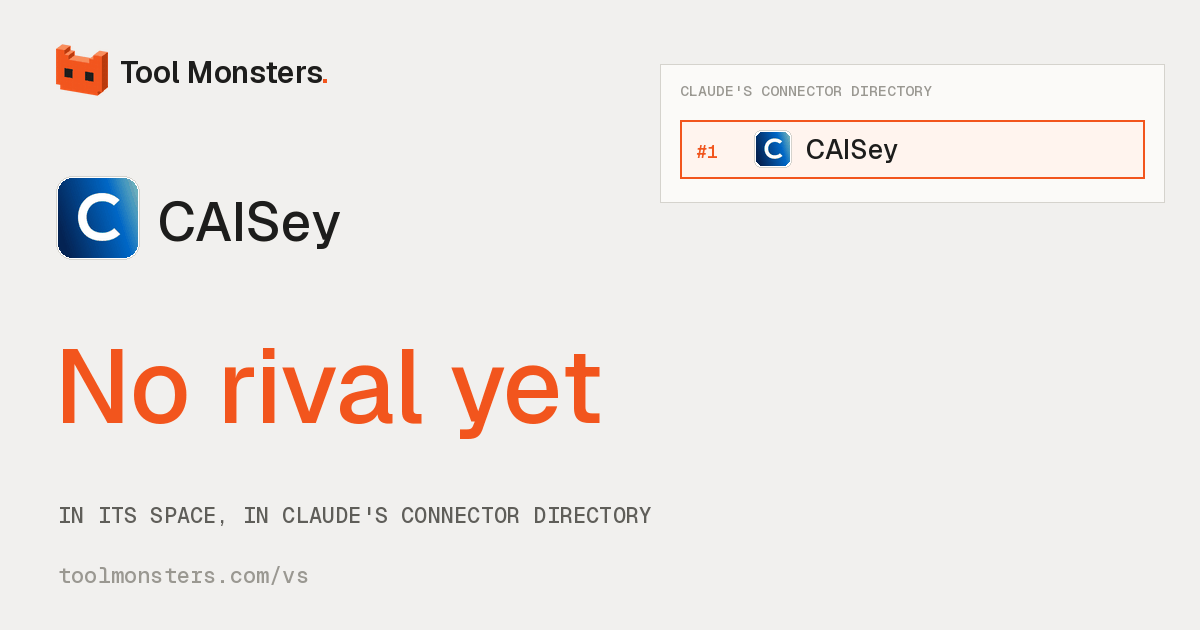 Tool Monsters.
CAISey
No rival yet
IN ITS SPACE, IN CLAUDE'S CONNECTOR DIRECTORY
toolmonsters.com/vs
CLAUDE'S CONNECTOR DIRECTORY
#1 C CAISey